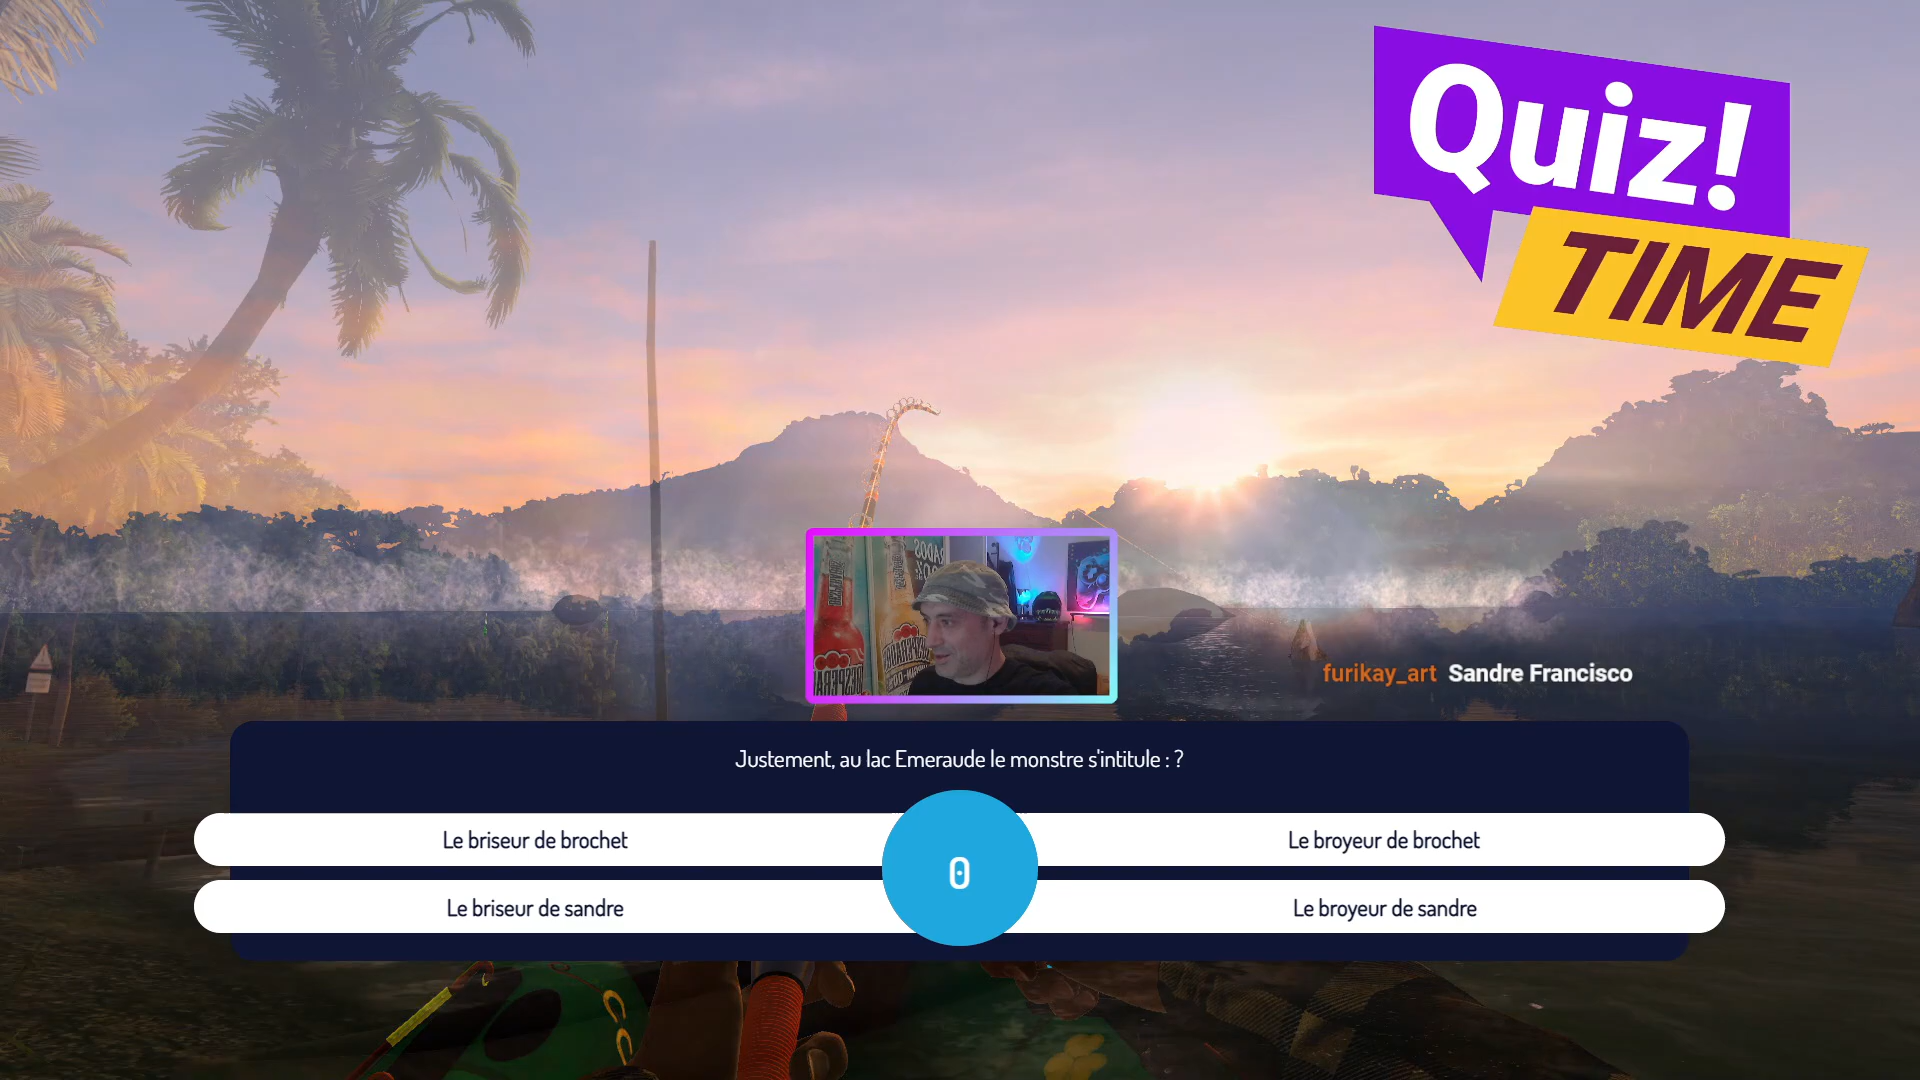 Quiz!
TIME
furikay_art Sandre Francisco
Justement, au lac Emeraude le monstre s'intitule : ?
Le briseur de brochet
Le broyeur de brochet
0
Le briseur de sandre
Le broyeur de sandre